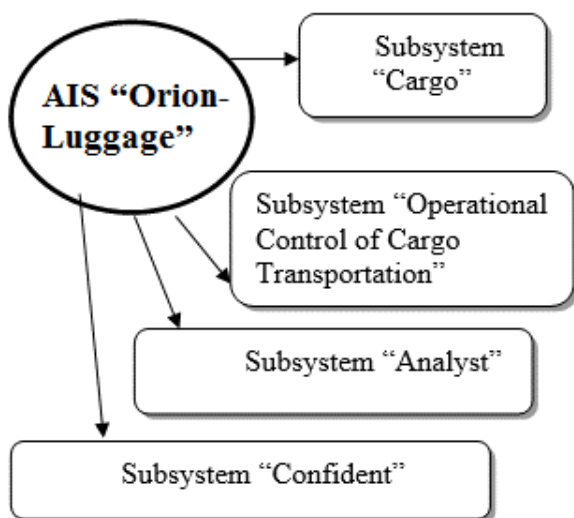 AIS “Orion-
Luggage”
Subsystem
“Cargo”
Subsystem “Operational
Control of Cargo
Transportation”
Subsystem “Analyst”
Subsystem “Confident”